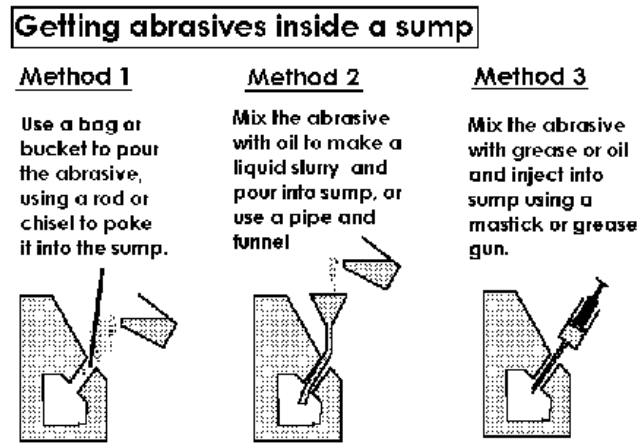 Getting abrasives inside a sump
Method 1
Use a bag or
bucket to pour
the abrasive,
using a rod or
chisel to poke
it into the sump.
Method 2
Mix the abrasive
with oil to make a
liquid slurry and
pour into sump, or
use a pipe and
funnel
Method 3
Mix the abrasive
with grease or oil
and inject into
sump using a
mastick or grease
gun.